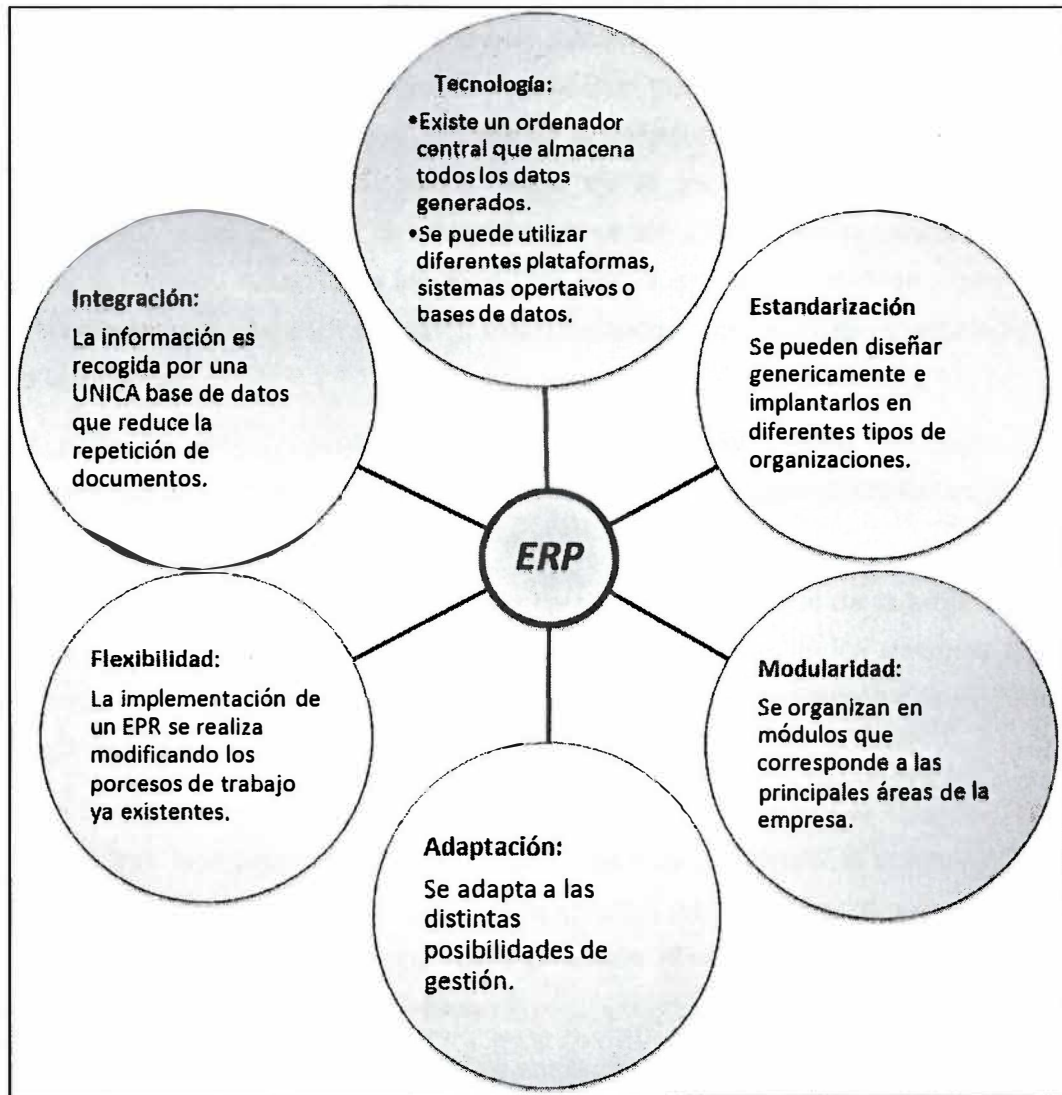 Tecnología:
•Existe un ordenador
central que almacena
todos los datos
generados.
•Se puede utilizar
diferentes plataformas,
sistemas opertaivos o
bases de datos.
Integración:
La información es
recogida por una
UNICA base de datos
que reduce la
repetición de
documentos.
Estandarización
Se pueden diseñar
genericamente e
implantarlos en
diferentes tipos de
organizaciones.
ERP
Flexibilidad:
La implementación de
un EPR se realiza
modificando los
porcesos de trabajo
ya existentes.
Modularidad:
Se organizan en
módulos que
corresponde a las
principales áreas de la
empresa.
Adaptación:
Se adapta a las
distintas
posibilidades de
gestión.